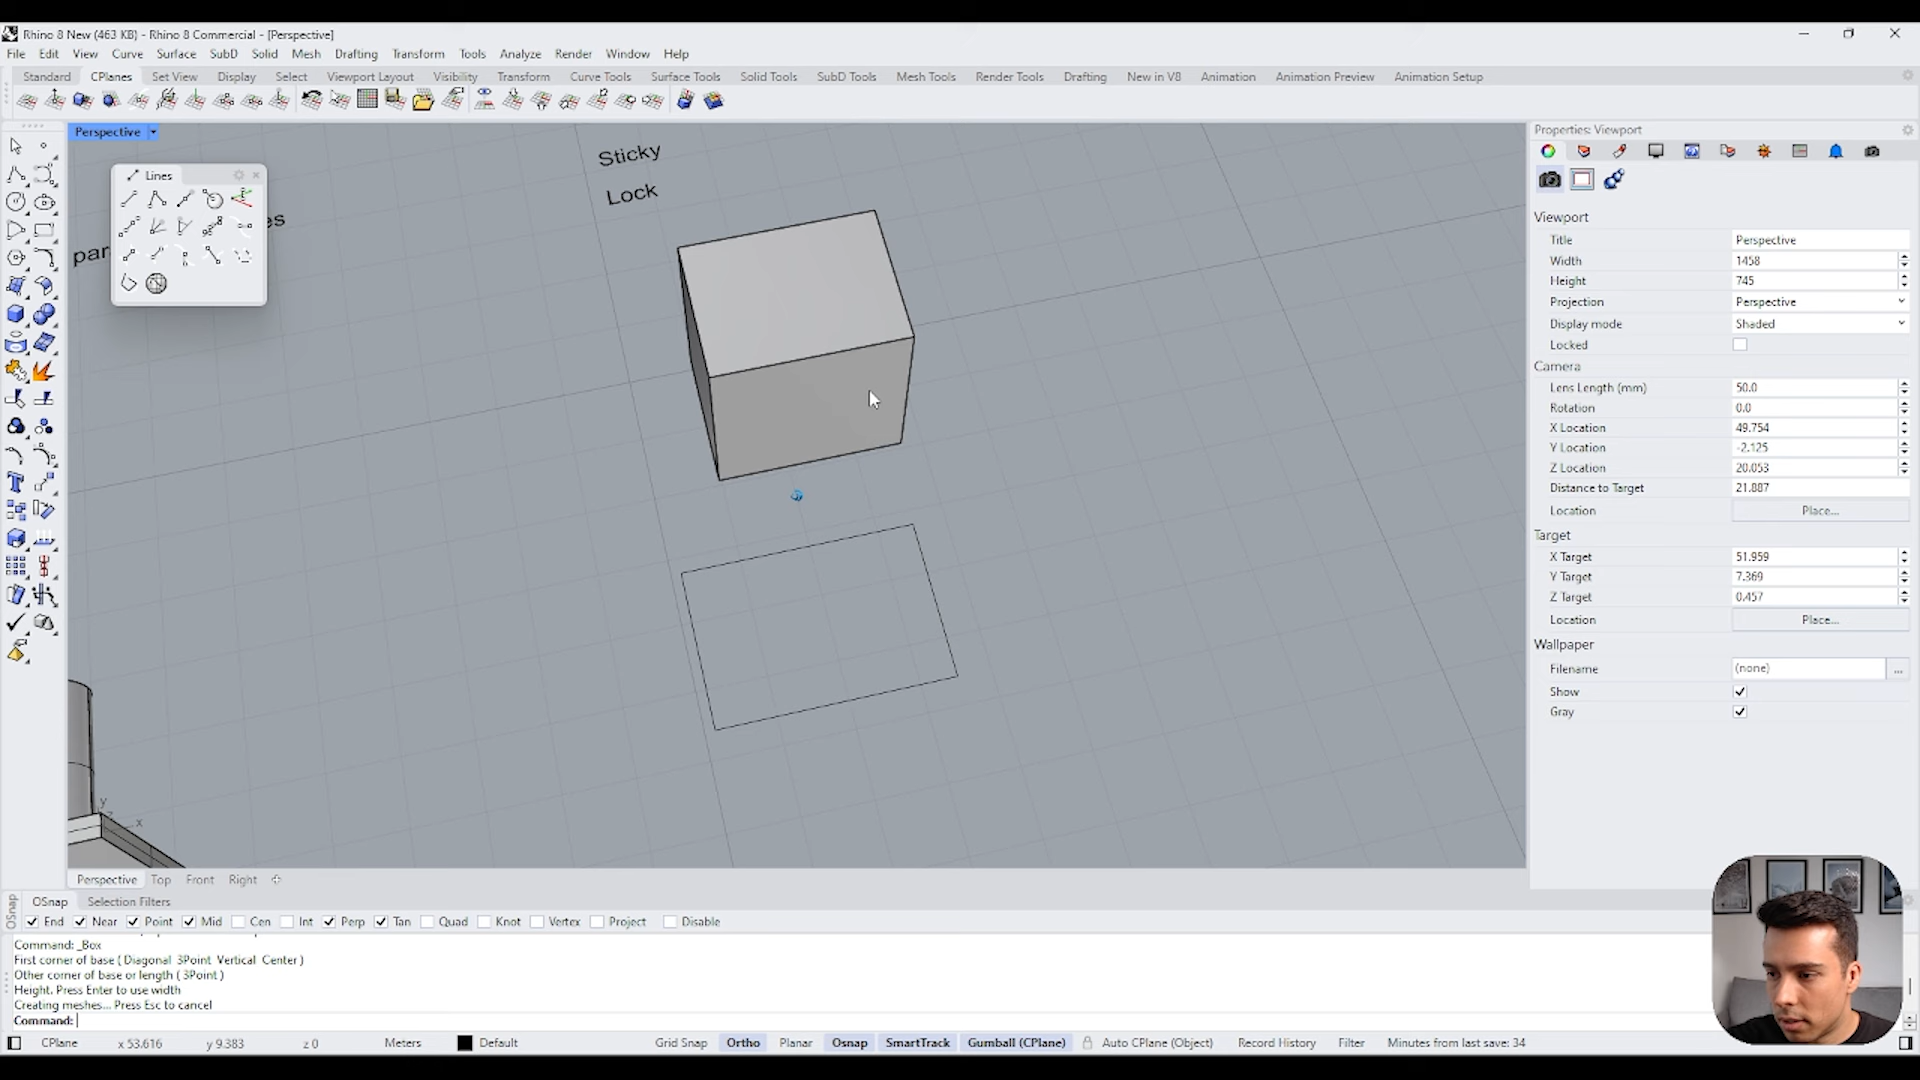 Rhino 8 New (463 KB) - Rhino 8 Commercial - [Perspective]
File Edit View Curve Surface SubD Solid Mesh Drafting Transform Tools Analyze Render Window Help
Standard CPlanes Set View Display Select Viewport Layout Visibility Transform Curve Tools Surface Tools Solid Tools SubD Tools Mesh Tools Render Tools Drafting New in V8 Animation Animation Preview Animation Setup
Perspective
Lines
Sticky
Lock
es
par
y
z
x
Properties: Viewport
Viewport
Title Perspective
Width 1458
Height 745
Projection Perspective
Display mode Shaded
Locked
Camera
Lens Length (mm) 50.0
Rotation 0.0
X Location 49.754
Y Location -2.125
Z Location 20.053
Distance to Target 21.887
Location Place...
Target
X Target 51.959
Y Target 7.369
Z Target 0.457
Location Place...
Wallpaper
Filename (none) ...
Show
Gray
Perspective Top Front Right
OSnap
OSnap Selection Filters
End Near Point Mid Cen Int Perp Tan Quad Knot Vertex Project Disable
Command: _Box
First corner of base ( Diagonal 3Point Vertical Center )
Other corner of base or length ( 3Point )
Height. Press Enter to use width
Creating meshes... Press Esc to cancel
Command:
CPlane x 53.616 y 9.383 z 0 Meters Default Grid Snap Ortho Planar Osnap SmartTrack Gumball (CPlane) Auto CPlane (Object) Record History Filter Minutes from last save: 34